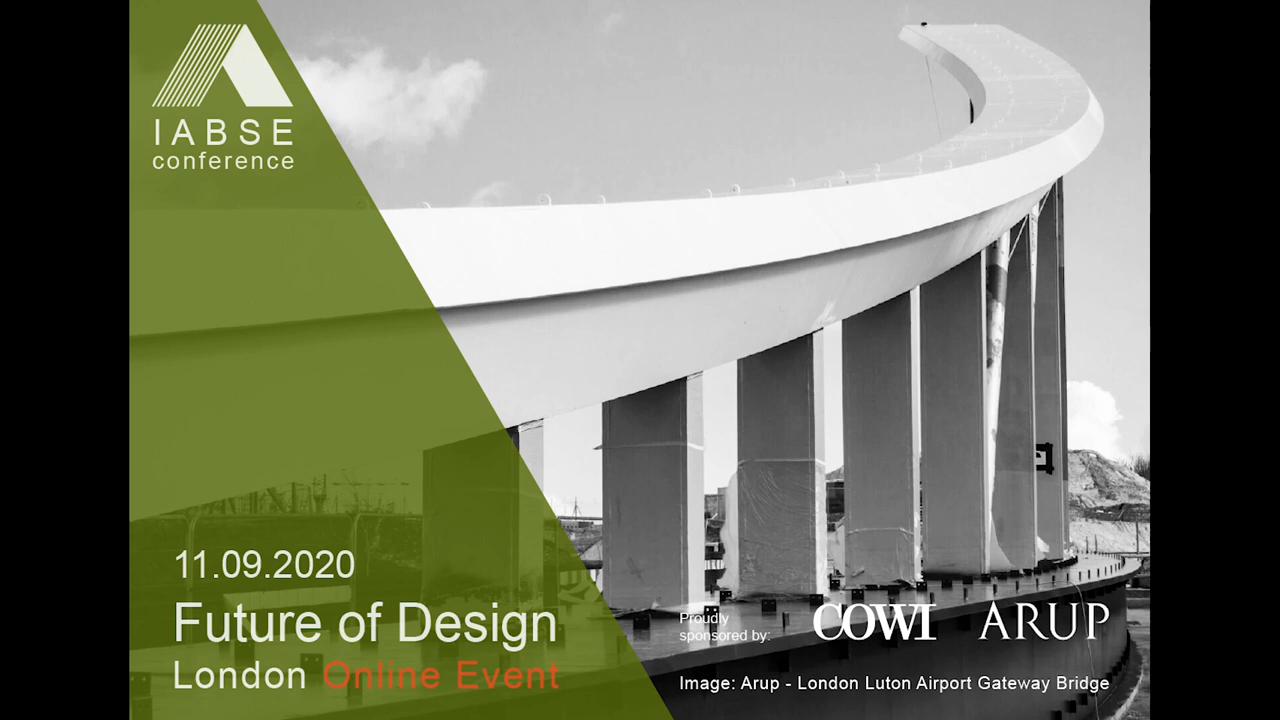 IABSE
conference
11.09.2020
Future of Design
London Online Event
Proudly
sponsored by:
COWI ARUP
Image: Arup - London Luton Airport Gateway Bridge